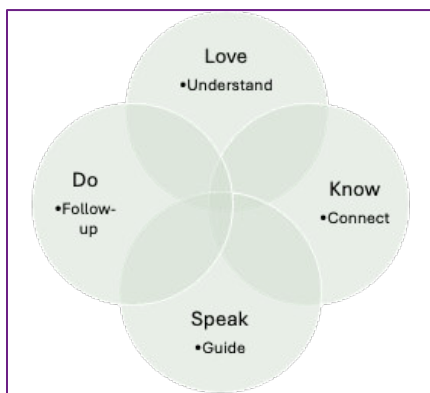 Love
•Understand
Do
•Follow-
up
Know
•Connect
Speak
•Guide